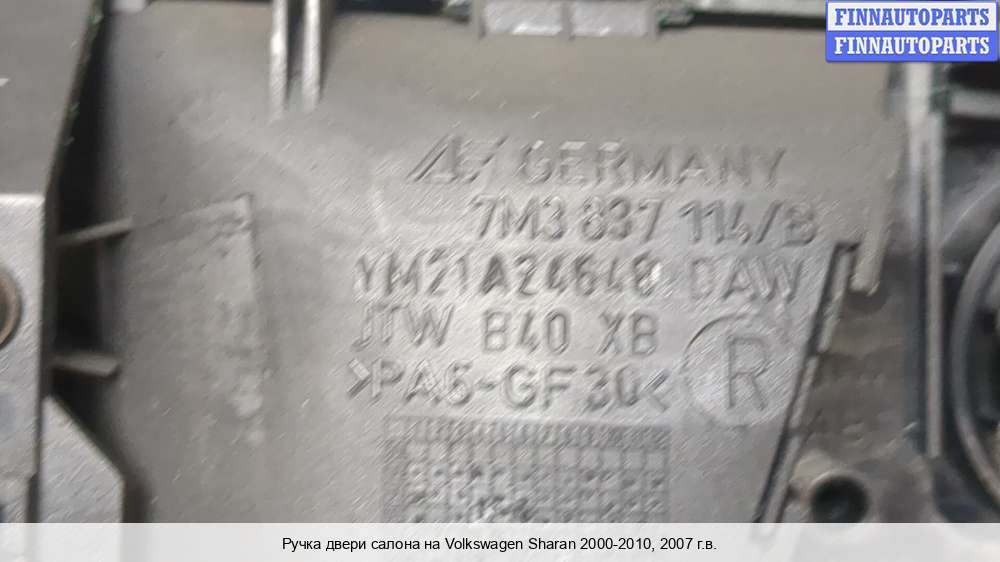 FINNAUTOPARTS
FINNAUTOPARTS
GERMANY
7M3 837 114/B
YM21A24648 DAW
JTW B40 XB
R
>PA6-GF30<
Ручка двери салона на Volkswagen Sharan 2000-2010, 2007 г.в.